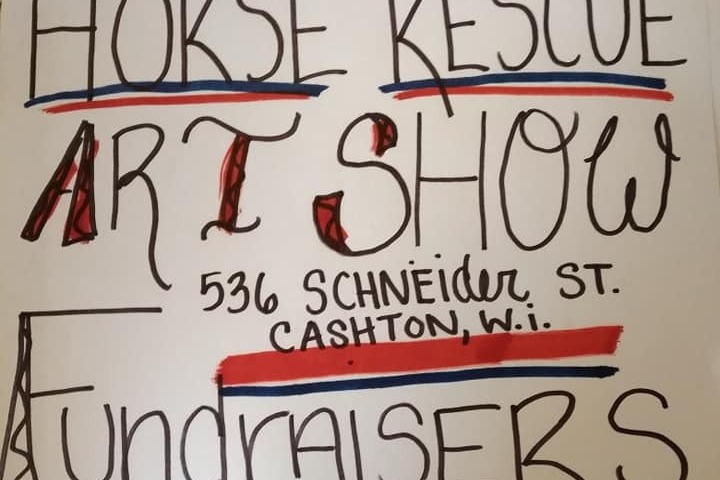 HORSE RESCUE
ART SHOW
536 SCHNEider ST.
CASHTON, W.i.
FundrAISERS